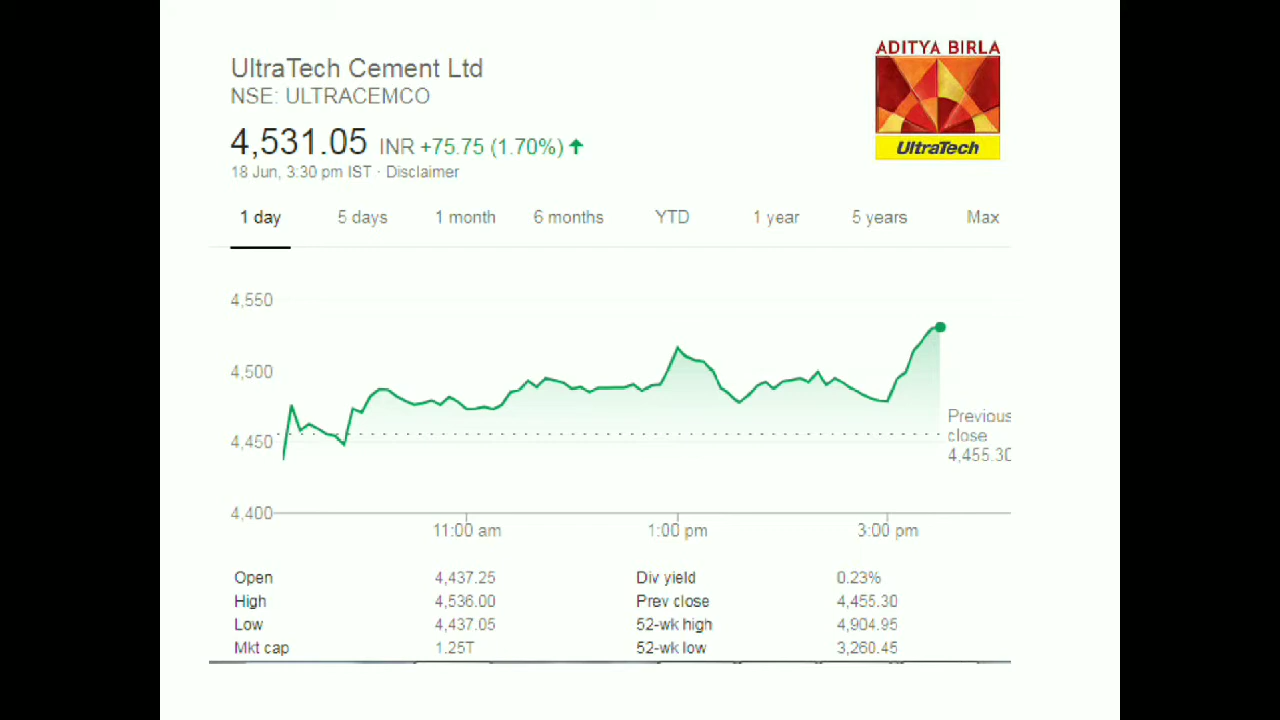 ADITYA BIRLA
UltraTech
UltraTech Cement Ltd
NSE: ULTRACEMCO
4,531.05 INR +75.75 (1.70%) ↑
18 Jun, 3:30 pm IST · Disclaimer
1 day 5 days 1 month 6 months YTD 1 year 5 years Max
4,550
4,500
4,450
4,400
Previous
close
4,455.30
11:00 am 1:00 pm 3:00 pm
Open 4,437.25 Div yield 0.23%
High 4,536.00 Prev close 4,455.30
Low 4,437.05 52-wk high 4,904.95
Mkt cap 1.25T 52-wk low 3,260.45